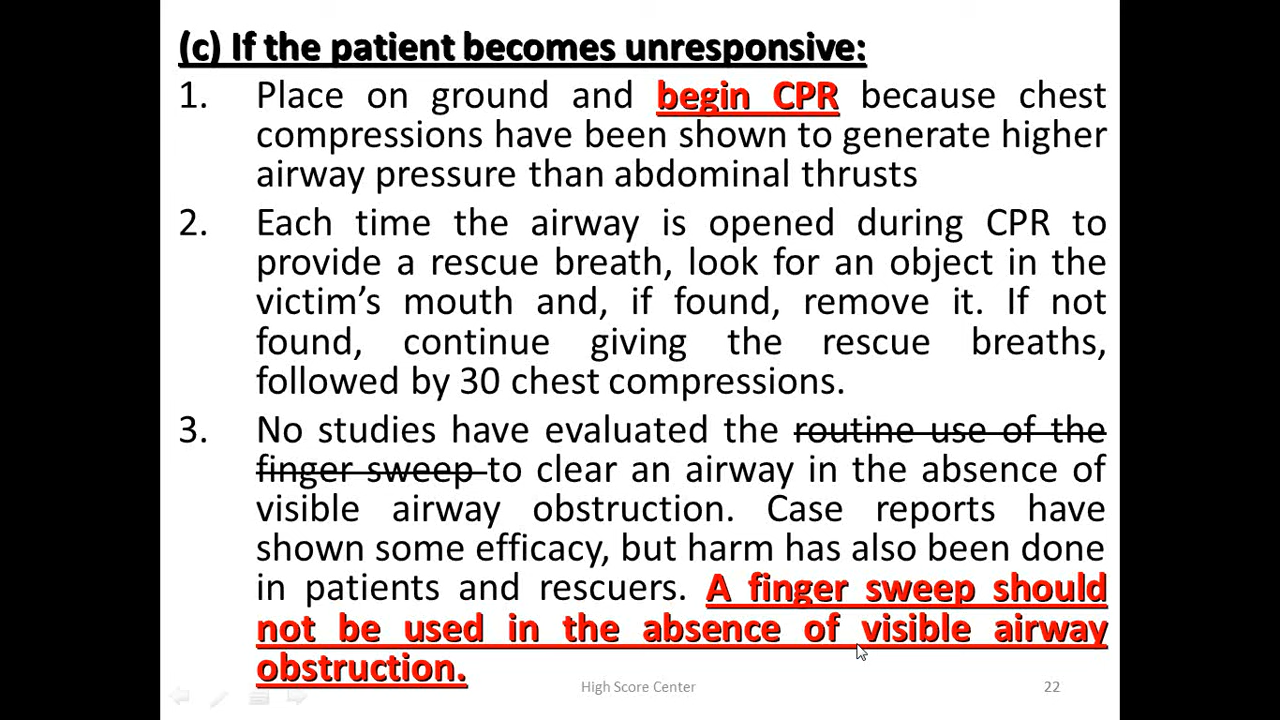 (c) If the patient becomes unresponsive:
1. Place on ground and begin CPR because chest
compressions have been shown to generate higher
airway pressure than abdominal thrusts
2. Each time the airway is opened during CPR to
provide a rescue breath, look for an object in the
victim’s mouth and, if found, remove it. If not
found, continue giving the rescue breaths,
followed by 30 chest compressions.
3. No studies have evaluated the routine use of the
finger sweep to clear an airway in the absence of
visible airway obstruction. Case reports have
shown some efficacy, but harm has also been done
in patients and rescuers. A finger sweep should
not be used in the absence of visible airway
obstruction.
High Score Center
22